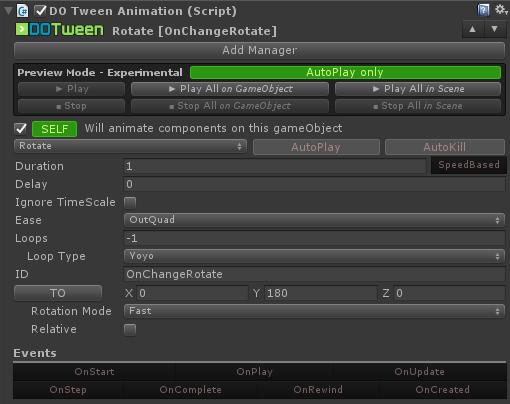 DO Tween Animation (Script)
DOTween Rotate [OnChangeRotate]
Add Manager
Preview Mode - Experimental AutoPlay only
► Play ► Play All on GameObject ► Play All in Scene
■ Stop ■ Stop All on GameObject ■ Stop All in Scene
SELF Will animate components on this gameObject
Rotate AutoPlay AutoKill
Duration 1 SpeedBased
Delay 0
Ignore TimeScale
Ease OutQuad
Loops -1
Loop Type Yoyo
ID OnChangeRotate
TO X 0 Y 180 Z 0
Rotation Mode Fast
Relative
Events
OnStart OnPlay OnUpdate
OnStep OnComplete OnRewind OnCreated